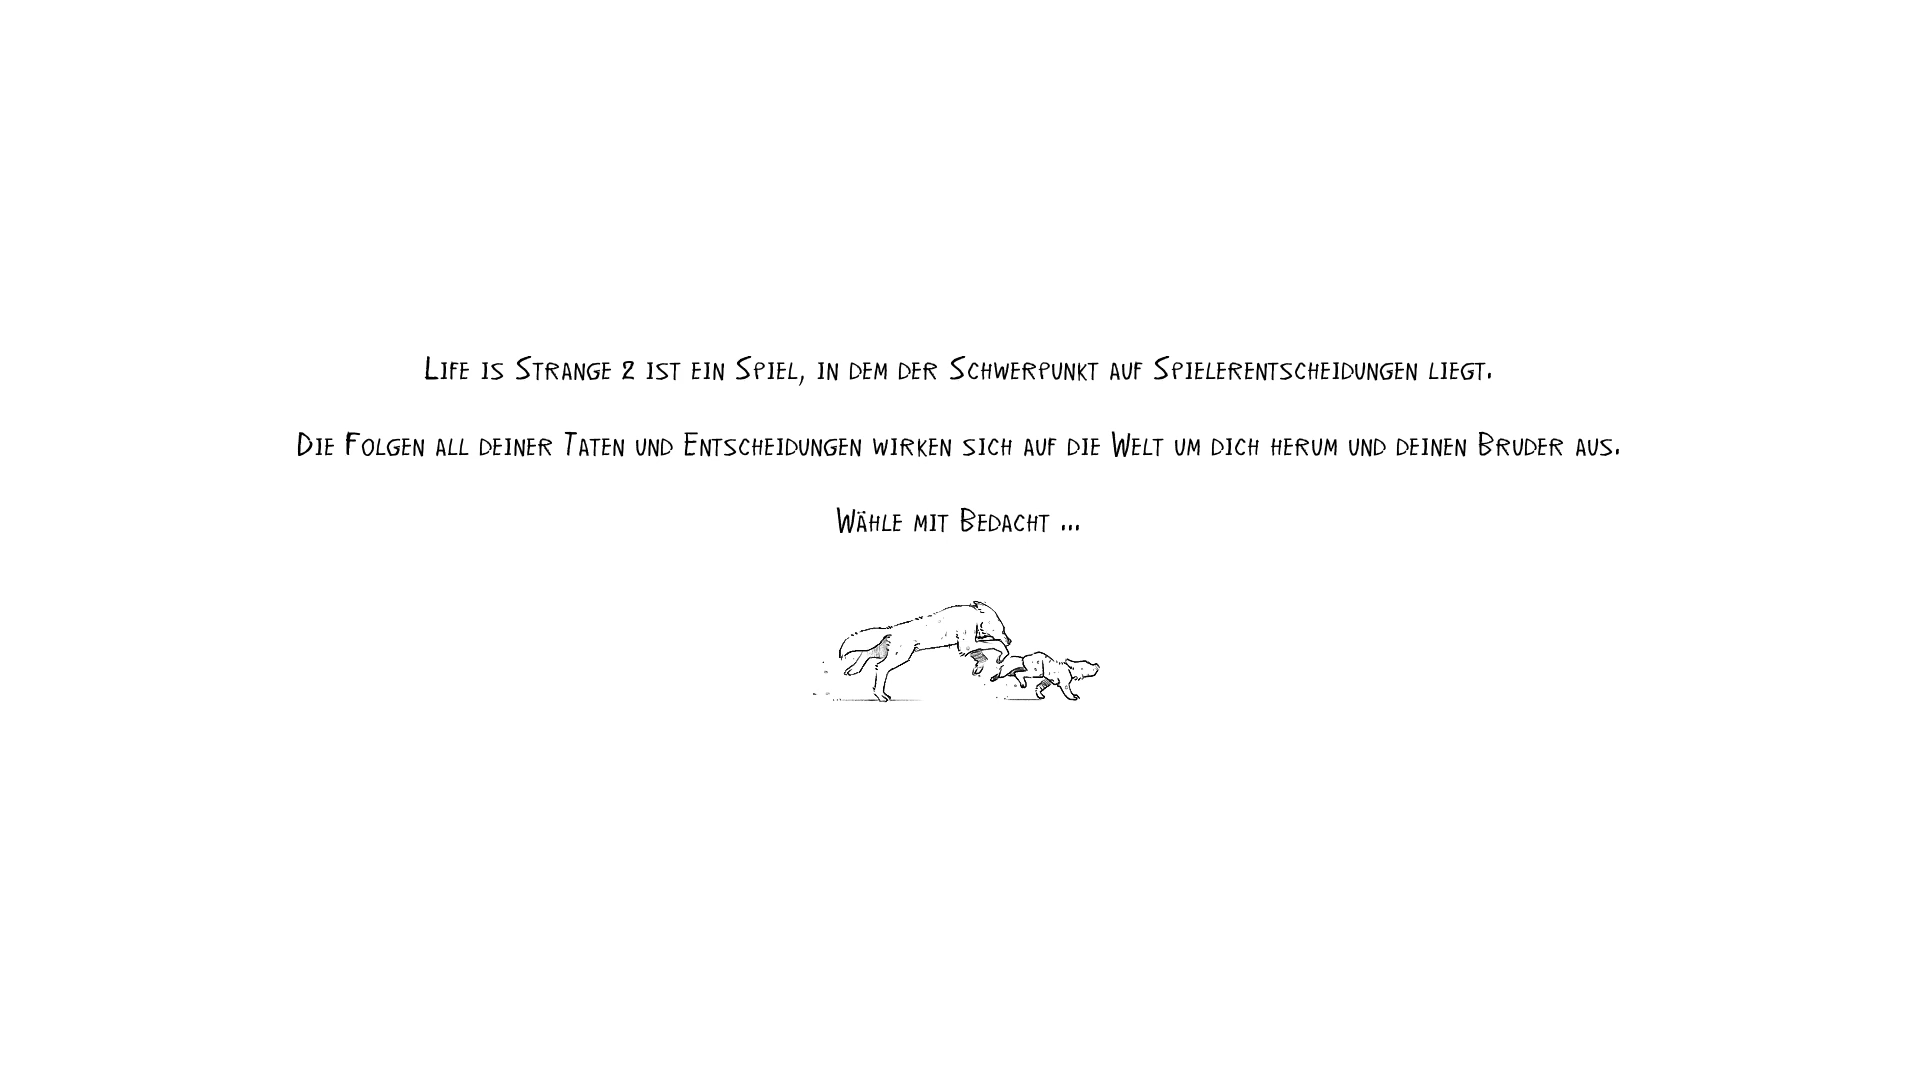 Life is Strange 2 ist ein Spiel, in dem der Schwerpunkt auf Spielerentscheidungen liegt.
Die Folgen all deiner Taten und Entscheidungen wirken sich auf die Welt um dich herum und deinen Bruder aus.
Wähle mit Bedacht ...